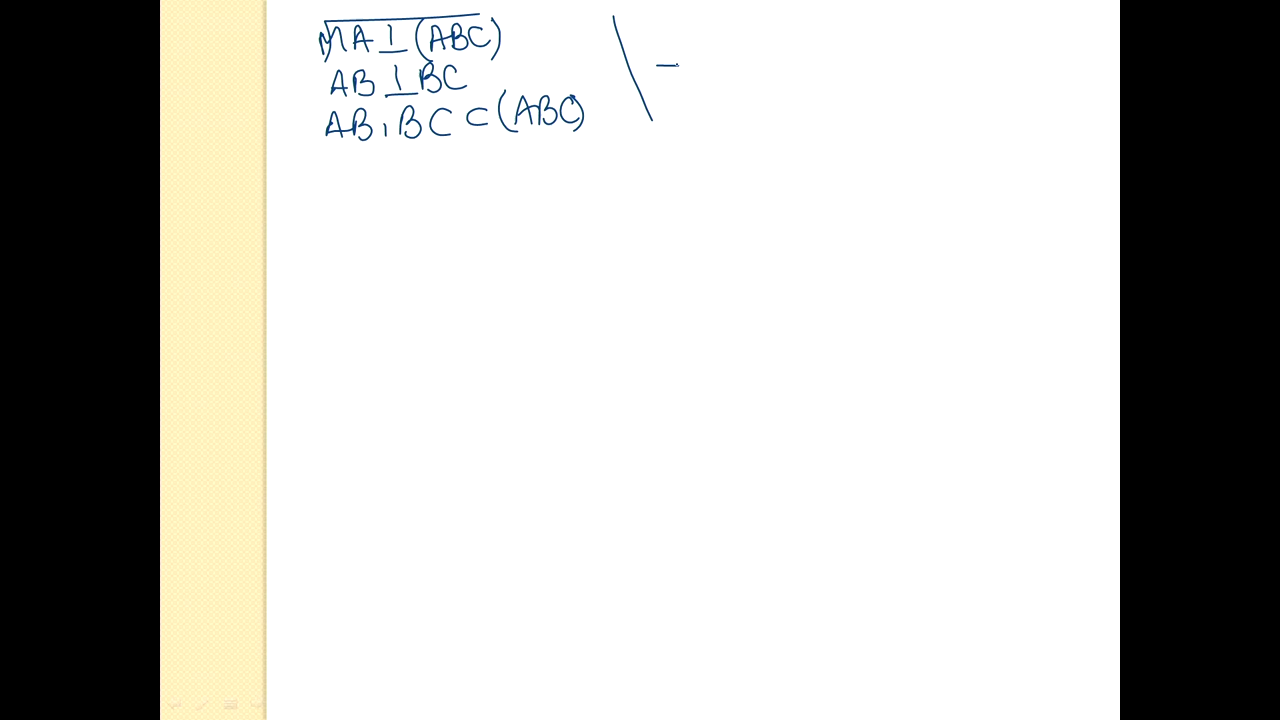 MA ⊥ (ABC)
AB ⊥ BC
AB, BC ⊂ (ABC)